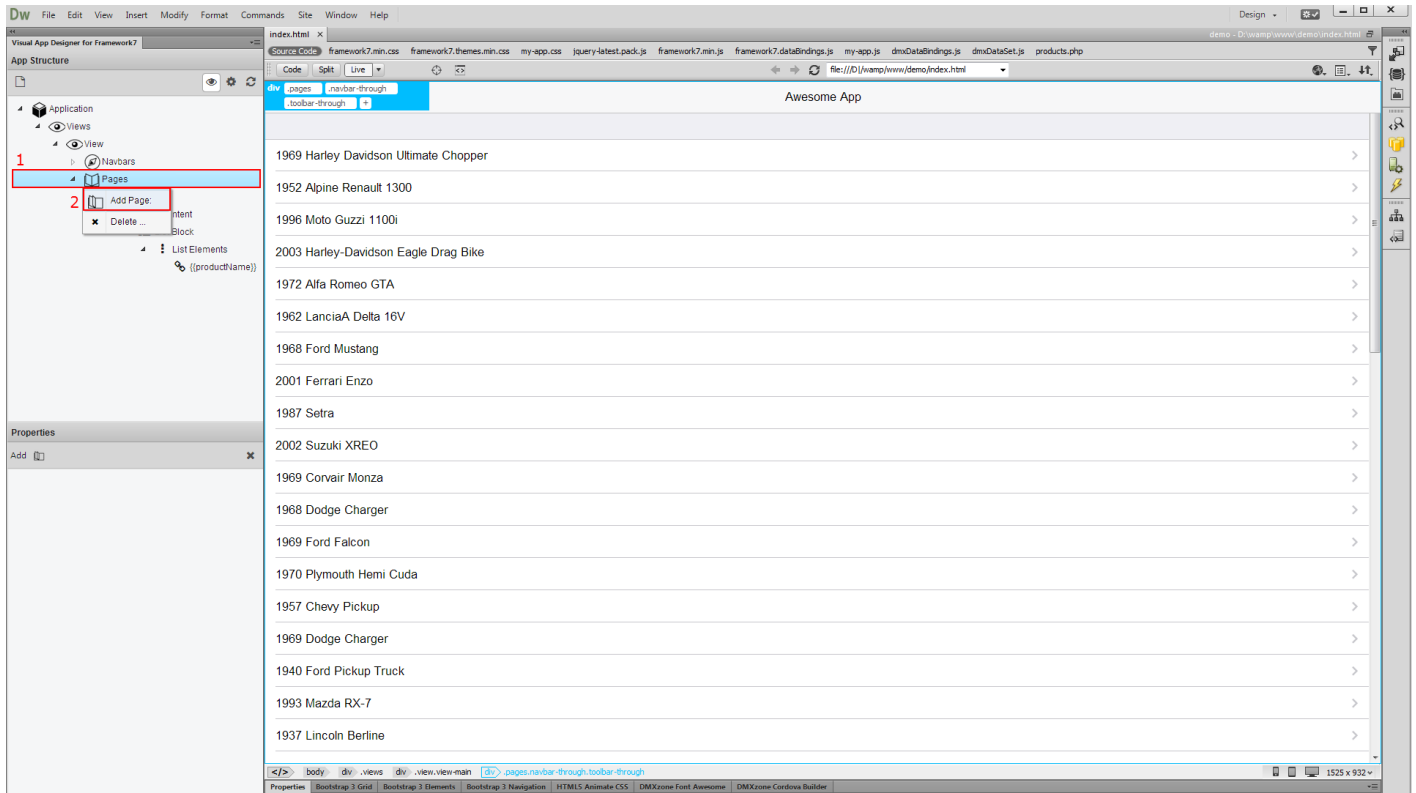 Dw File Edit View Insert Modify Format Commands Site Window Help Design
Visual App Designer for Framework7
index.html × demo - D:\wamp\www\demo\index.html
App Structure
Source Code framework7.min.css framework7.themes.min.css my-app.css jquery-latest.pack.js framework7.min.js framework7.dataBindings.js my-app.js dmxDataBindings.js dmxDataSet.js products.php
Code Split Live file:///D|/wamp/www/demo/index.html
div .pages .navbar-through
.toolbar-through +
Awesome App
Application
Views
View
1 Navbars
Pages
2 Add Page:
Delete ...
ntent
Block
List Elements
{{productName}}
Properties
Add
1969 Harley Davidson Ultimate Chopper
1952 Alpine Renault 1300
1996 Moto Guzzi 1100i
2003 Harley-Davidson Eagle Drag Bike
1972 Alfa Romeo GTA
1962 LanciaA Delta 16V
1968 Ford Mustang
2001 Ferrari Enzo
1987 Setra
2002 Suzuki XREO
1969 Corvair Monza
1968 Dodge Charger
1969 Ford Falcon
1970 Plymouth Hemi Cuda
1957 Chevy Pickup
1969 Dodge Charger
1940 Ford Pickup Truck
1993 Mazda RX-7
1937 Lincoln Berline
</> body div .views div .view.view-main div .pages.navbar-through.toolbar-through 1525 x 932
Properties Bootstrap 3 Grid Bootstrap 3 Elements Bootstrap 3 Navigation HTML5 Animate CSS DMXzone Font Awesome DMXzone Cordova Builder